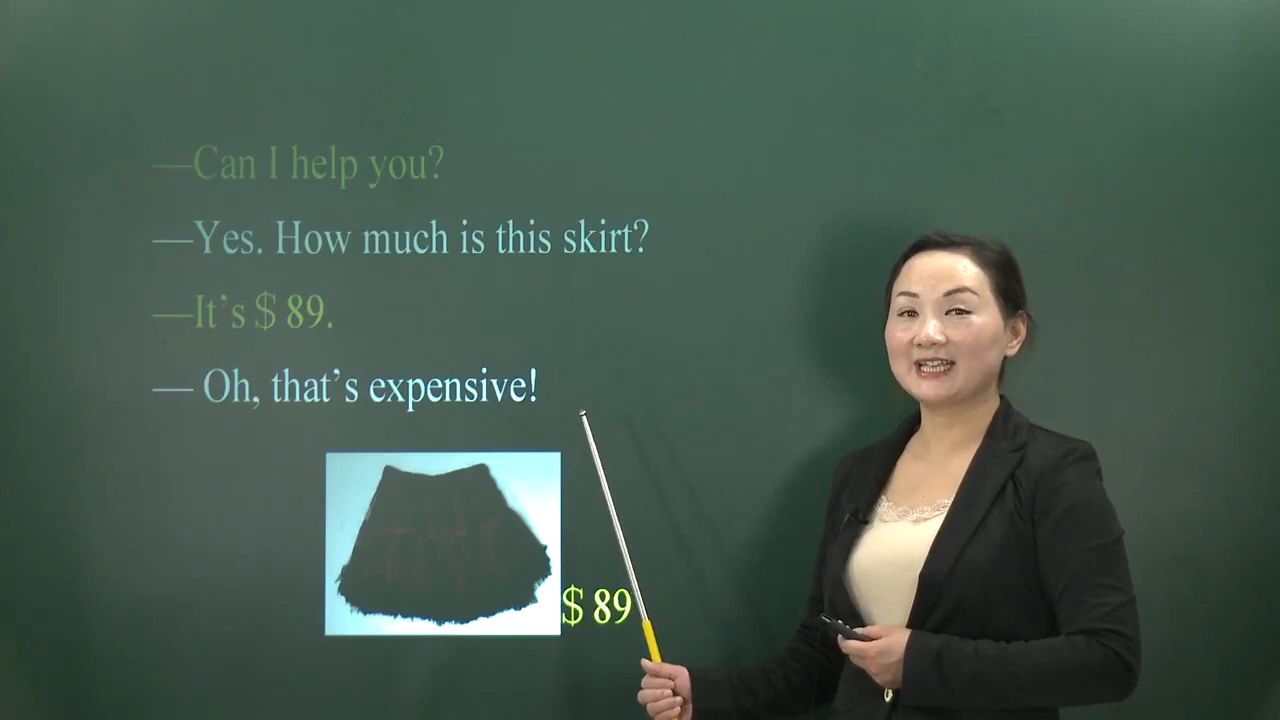 —Can I help you?
—Yes. How much is this skirt?
—It’s $ 89.
— Oh, that’s expensive!
$ 89